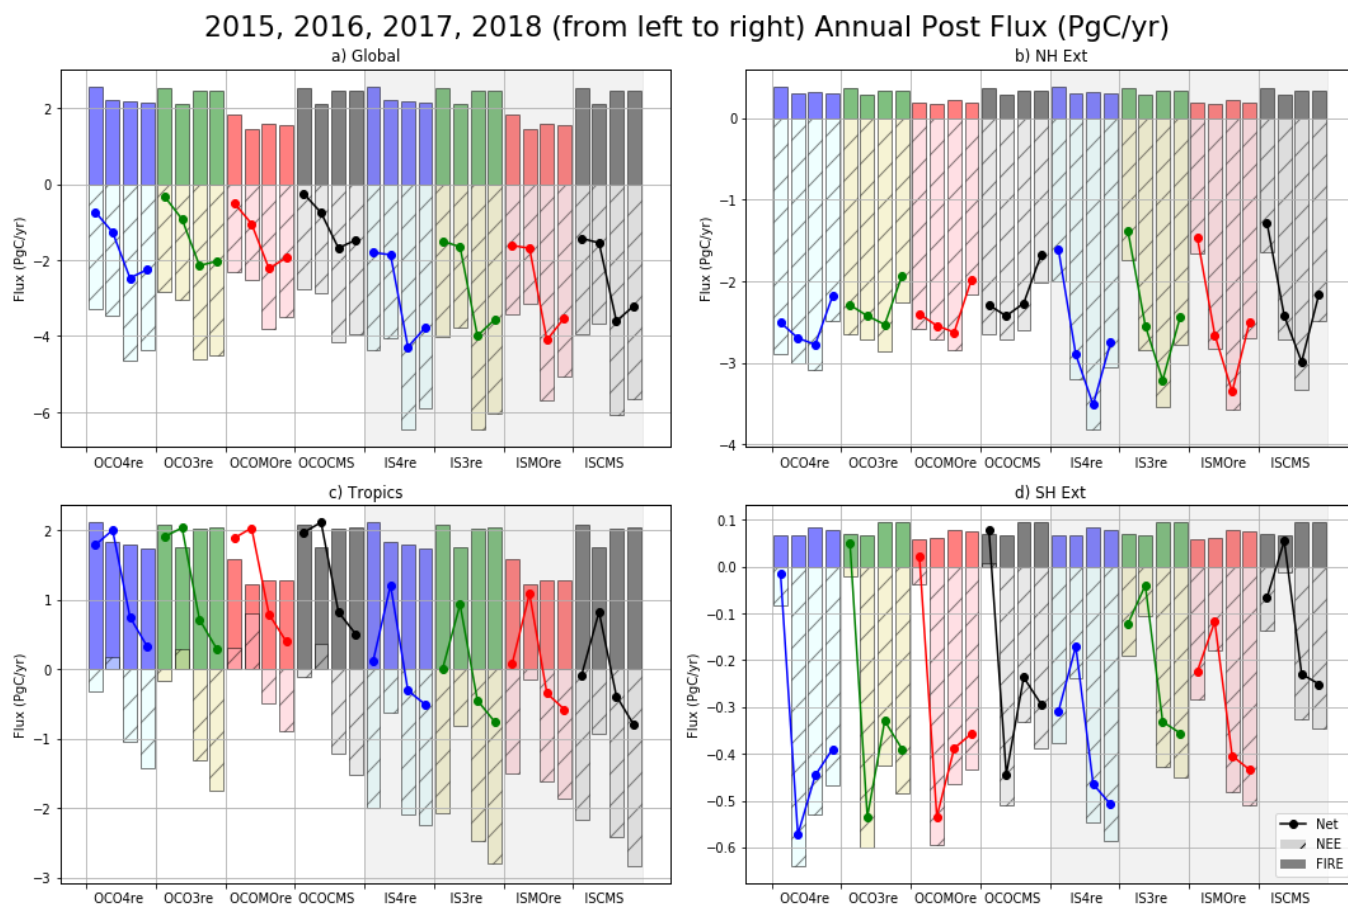 2015, 2016, 2017, 2018 (from left to right) Annual Post Flux (PgC/yr)
a) Global
Flux (PgC/yr)
2
0
−2
−4
−6
OCO4re OCO3re OCOMOre OCOCMS IS4re IS3re ISMOre ISCMS
b) NH Ext
Flux (PgC/yr)
0
−1
−2
−3
−4
OCO4re OCO3re OCOMOre OCOCMS IS4re IS3re ISMOre ISCMS
c) Tropics
Flux (PgC/yr)
2
1
0
−1
−2
−3
OCO4re OCO3re OCOMOre OCOCMS IS4re IS3re ISMOre ISCMS
d) SH Ext
Flux (PgC/yr)
0.1
0.0
−0.1
−0.2
−0.3
−0.4
−0.5
−0.6
OCO4re OCO3re OCOMOre OCOCMS IS4re IS3re ISMOre ISCMS
Net
NEE
FIRE